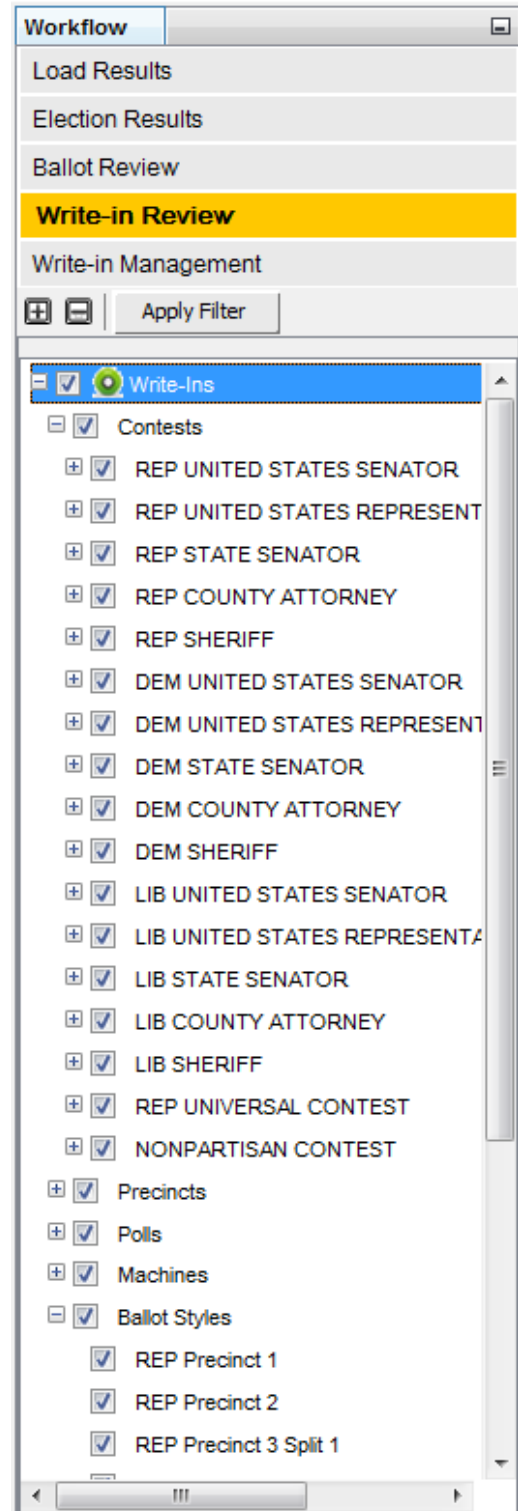 Workflow
Load Results
Election Results
Ballot Review
Write-in Review
Write-in Management
Apply Filter
Write-Ins
Contests
REP UNITED STATES SENATOR
REP UNITED STATES REPRESENT
REP STATE SENATOR
REP COUNTY ATTORNEY
REP SHERIFF
DEM UNITED STATES SENATOR
DEM UNITED STATES REPRESENT
DEM STATE SENATOR
DEM COUNTY ATTORNEY
DEM SHERIFF
LIB UNITED STATES SENATOR
LIB UNITED STATES REPRESENTA
LIB STATE SENATOR
LIB COUNTY ATTORNEY
LIB SHERIFF
REP UNIVERSAL CONTEST
NONPARTISAN CONTEST
Precincts
Polls
Machines
Ballot Styles
REP Precinct 1
REP Precinct 2
REP Precinct 3 Split 1